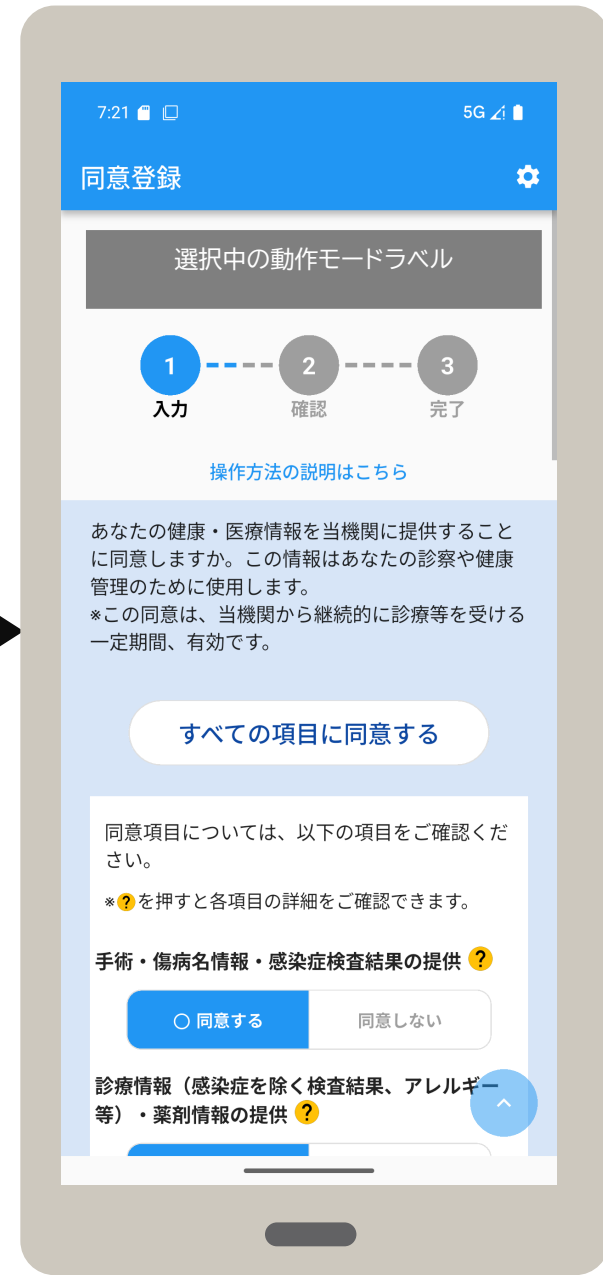 7:21 5G
同意登録
選択中の動作モードラベル
1 2 3
入力 確認 完了
操作方法の説明はこちら
あなたの健康・医療情報を当機関に提供すること
に同意しますか。この情報はあなたの診察や健康
管理のために使用します。
※この同意は、当機関から継続的に診療等を受ける
一定期間、有効です。
すべての項目に同意する
同意項目については、以下の項目をご確認くだ
さい。
※?を押すと各項目の詳細をご確認できます。
手術・傷病名情報・感染症検査結果の提供 ?
〇 同意する 同意しない
診療情報（感染症を除く検査結果、アレルギー
等）・薬剤情報の提供 ?